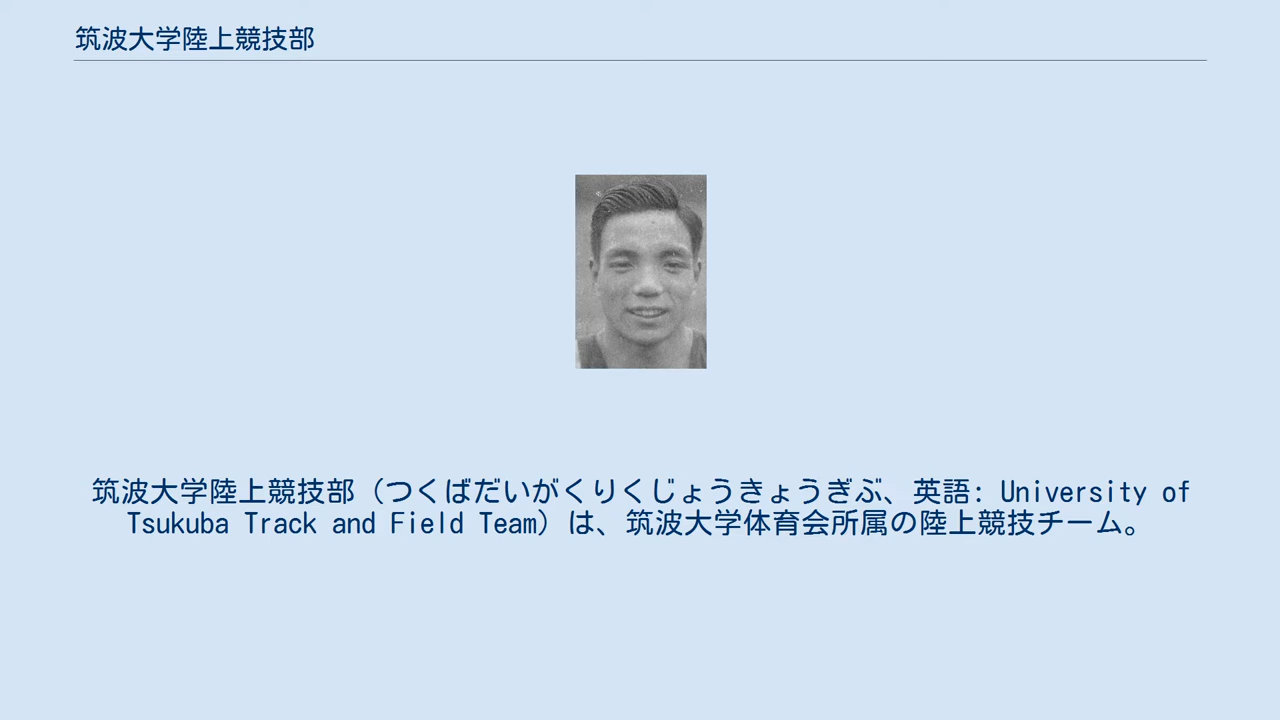 筑波大学陸上競技部
筑波大学陸上競技部（つくばだいがくりくじょうきょうぎぶ、英語: University of
Tsukuba Track and Field Team）は、筑波大学体育会所属の陸上競技チーム。